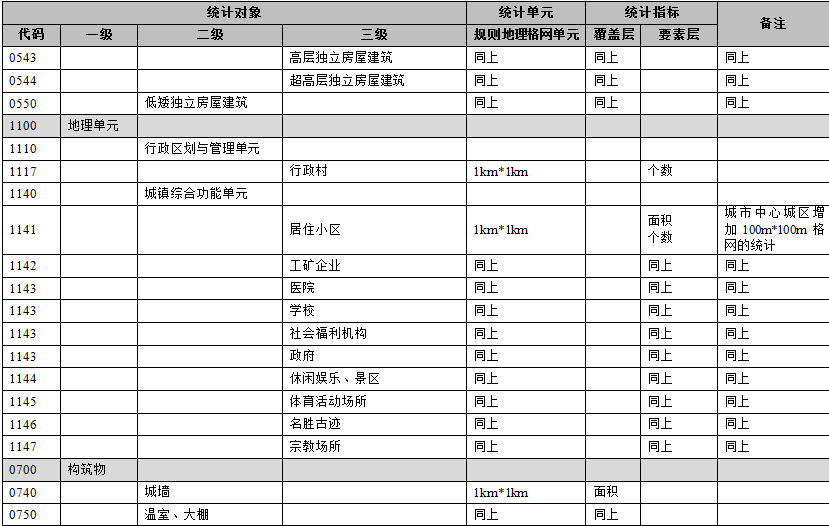 统计对象 统计单元 统计指标 备注
代码 一级 二级 三级 规则地理格网单元 覆盖层 要素层
0543 高层独立房屋建筑 同上 同上 同上
0544 超高层独立房屋建筑 同上 同上 同上
0550 低矮独立房屋建筑 同上 同上 同上
1100 地理单元
1110 行政区划与管理单元
1117 行政村 1km*1km 个数
1140 城镇综合功能单元
1141 居住小区 1km*1km 面积 个数 城市中心城区增加 100m*100m 格网的统计
1142 工矿企业 同上 同上 同上
1143 医院 同上 同上 同上
1143 学校 同上 同上 同上
1143 社会福利机构 同上 同上 同上
1143 政府 同上 同上 同上
1144 休闲娱乐、景区 同上 同上 同上
1145 体育活动场所 同上 同上 同上
1146 名胜古迹 同上 同上 同上
1147 宗教场所 同上 同上 同上
0700 构筑物
0740 城墙 1km*1km 面积
0750 温室、大棚 同上 同上